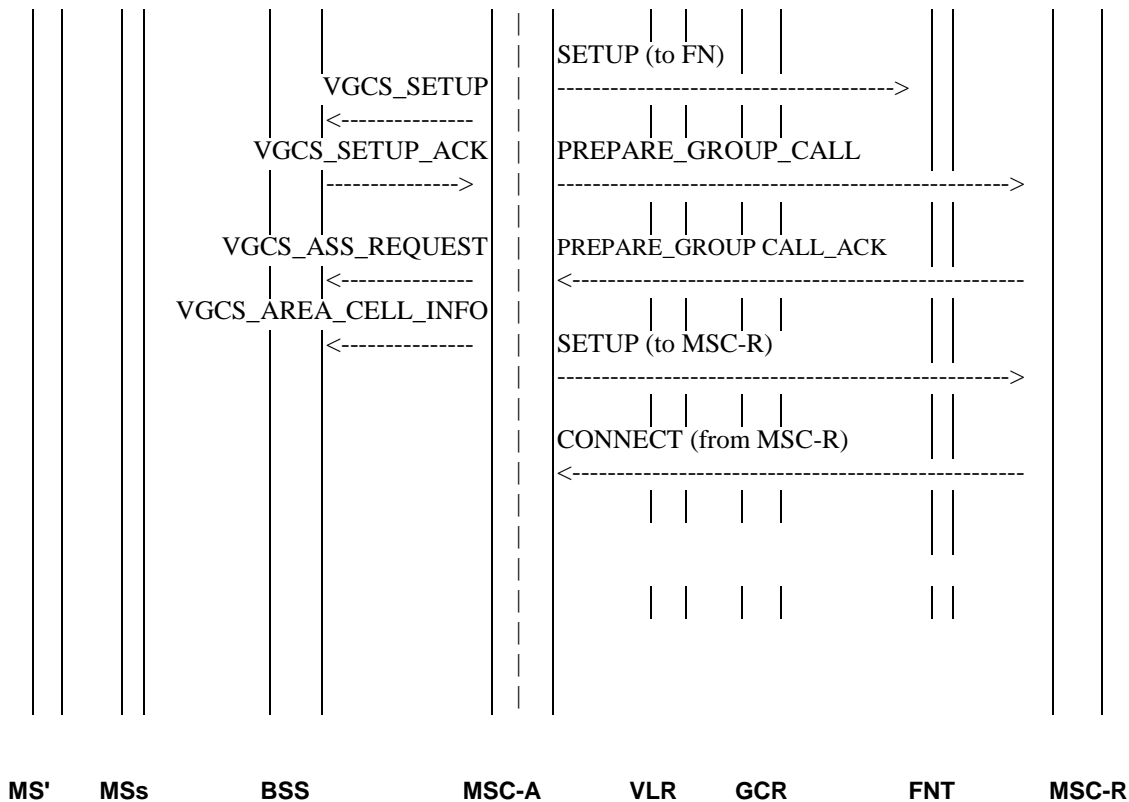 SETUP (to FN)
VGCS_SETUP
---------------------------------------->
<---------------
VGCS_SETUP_ACK PREPARE_GROUP_CALL
---------------> --------------------------------------------------->
VGCS_ASS_REQUEST PREPARE_GROUP CALL_ACK
<--------------- <---------------------------------------------------
VGCS_AREA_CELL_INFO
<--------------- SETUP (to MSC-R)
--------------------------------------------------->
CONNECT (from MSC-R)
<---------------------------------------------------
MS' MSs BSS MSC-A VLR GCR FNT MSC-R